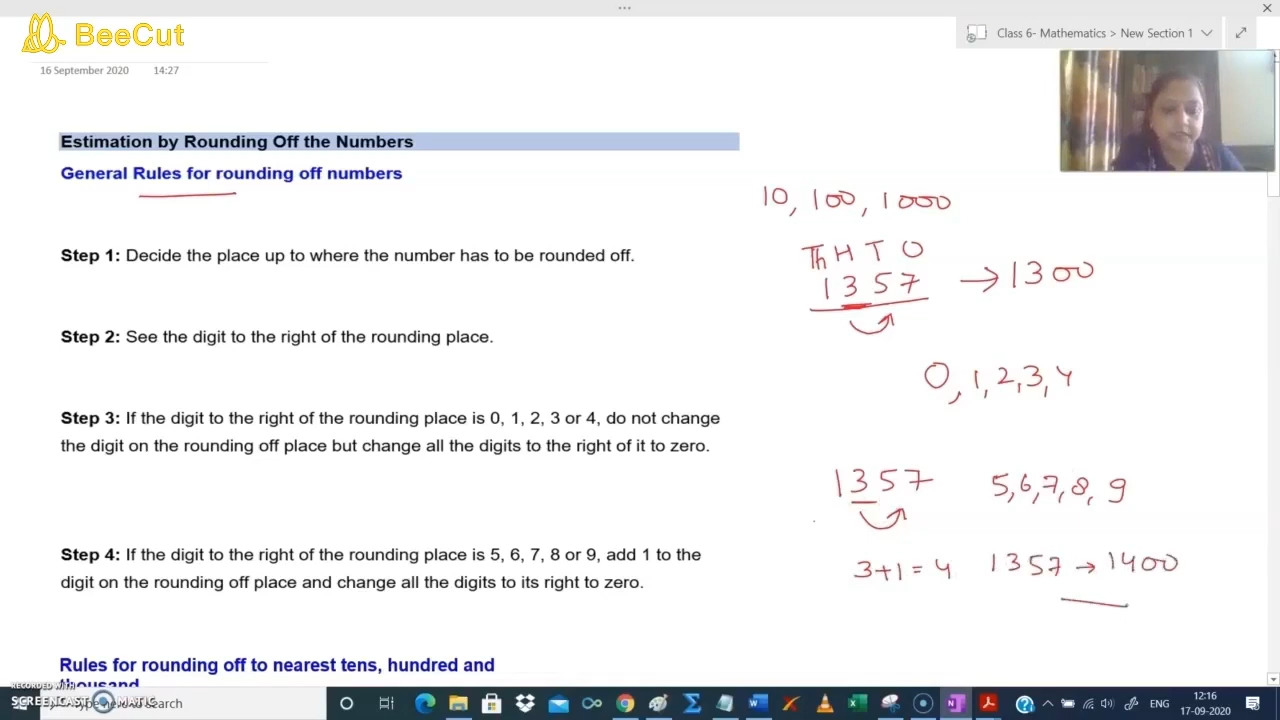 BeeCut
Class 6- Mathematics > New Section 1
16 September 2020 14:27
Estimation by Rounding Off the Numbers
General Rules for rounding off numbers
10, 100, 1000
Step 1: Decide the place up to where the number has to be rounded off.
Th H T O
1357 → 1300
Step 2: See the digit to the right of the rounding place.
0, 1, 2, 3, 4
Step 3: If the digit to the right of the rounding place is 0, 1, 2, 3 or 4, do not change
the digit on the rounding off place but change all the digits to the right of it to zero.
1357 5, 6, 7, 8, 9
Step 4: If the digit to the right of the rounding place is 5, 6, 7, 8 or 9, add 1 to the
digit on the rounding off place and change all the digits to its right to zero.
3+1=4 1357 → 1400
Rules for rounding off to nearest tens, hundred and
thousand
RECORDED WITH
SCREENCAST MATIC
here to search
ENG
12:16
17-09-2020